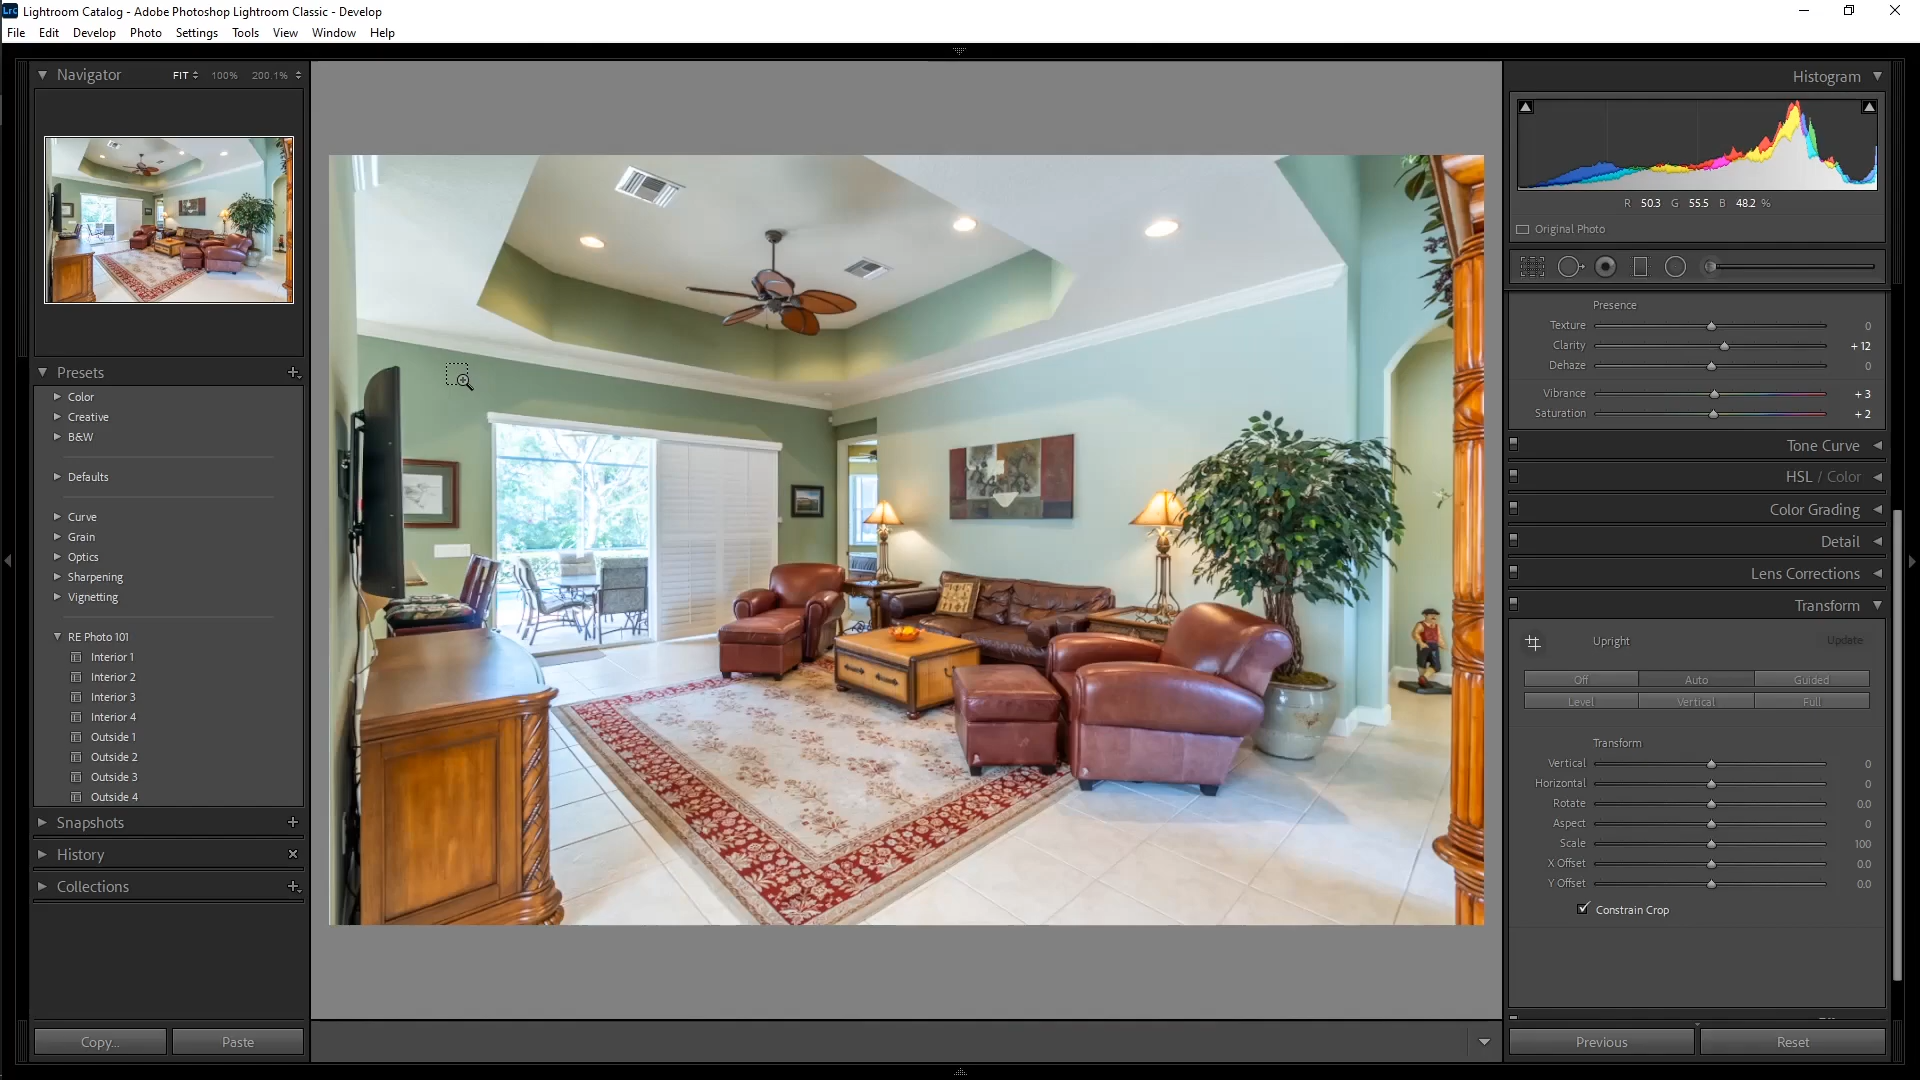 Lrc Lightroom Catalog - Adobe Photoshop Lightroom Classic - Develop
File Edit Develop Photo Settings Tools View Window Help
Navigator FIT 100% 200.1%
Presets
Color
Creative
B&W
Defaults
Curve
Grain
Optics
Sharpening
Vignetting
RE Photo 101
Interior 1
Interior 2
Interior 3
Interior 4
Outside 1
Outside 2
Outside 3
Outside 4
Snapshots
History
Collections
Copy... Paste
Histogram
R 50.3 G 55.5 B 48.2 %
Original Photo
Presence
Texture 0
Clarity + 12
Dehaze 0
Vibrance + 3
Saturation + 2
Tone Curve
HSL / Color
Color Grading
Detail
Lens Corrections
Transform
Upright Update
Off Auto Guided
Level Vertical Full
Transform
Vertical 0
Horizontal 0
Rotate 0.0
Aspect 0
Scale 100
X Offset 0.0
Y Offset 0.0
Constrain Crop
Previous Reset